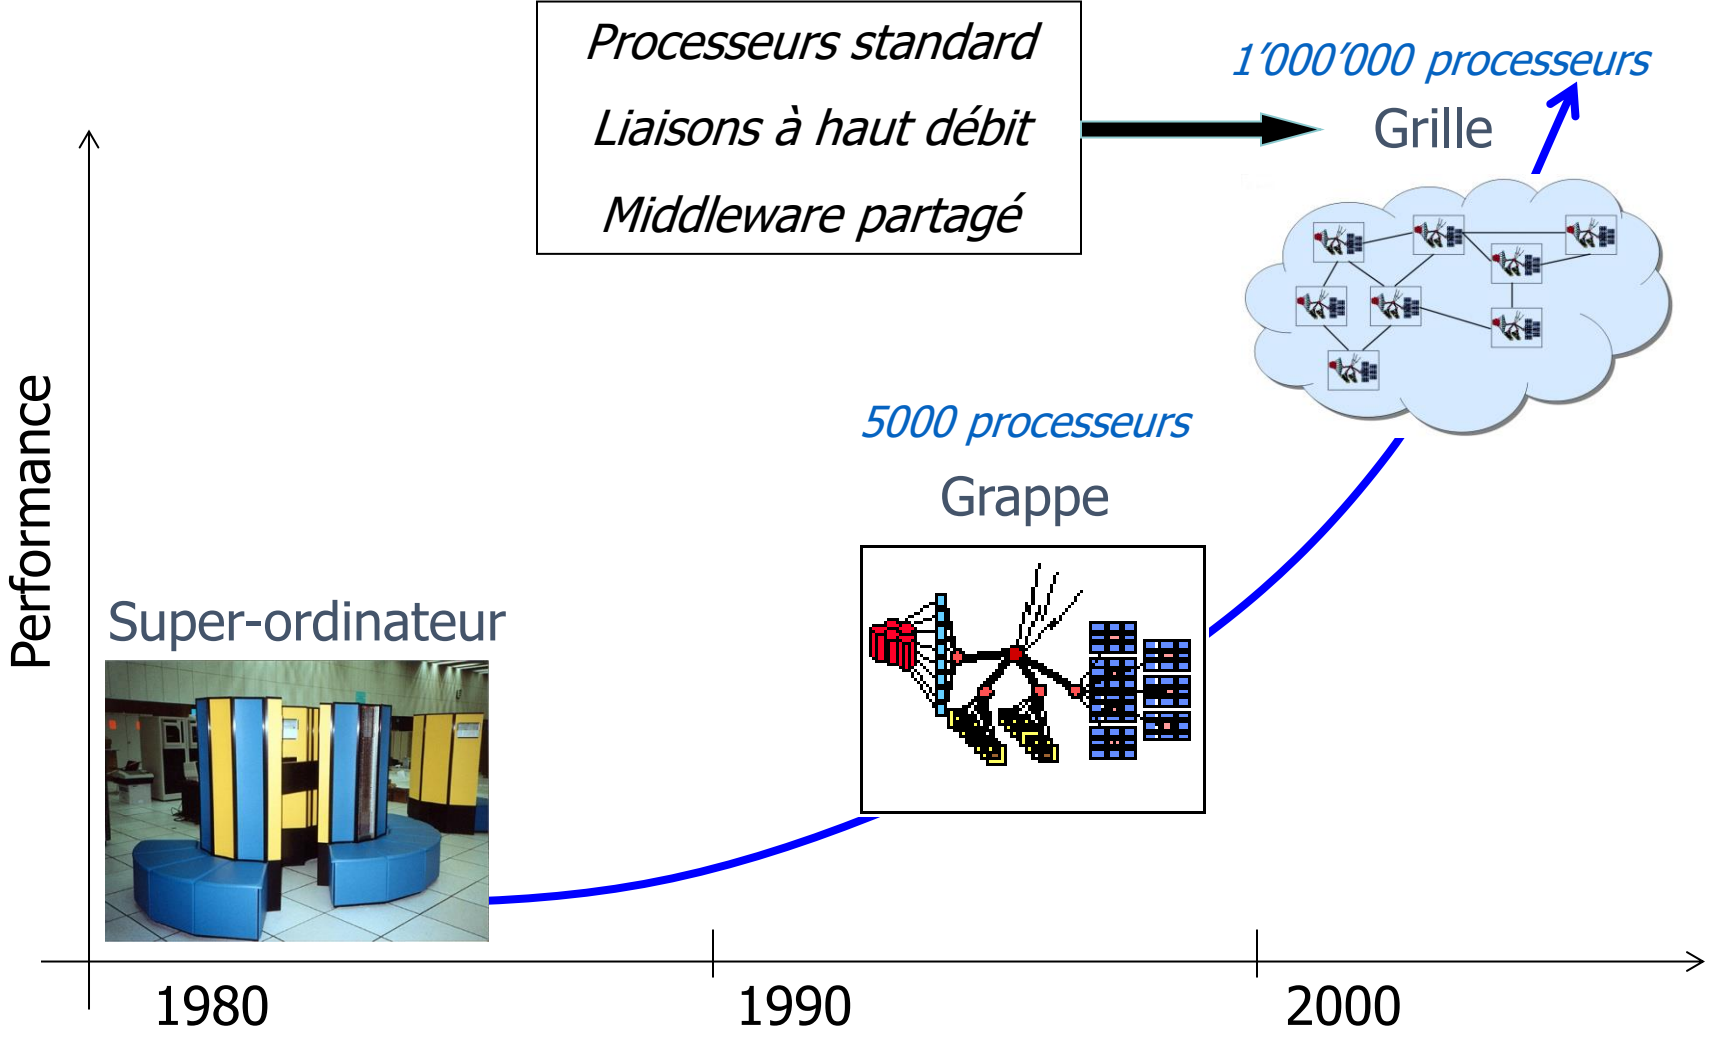 Processeurs standard
Liaisons à haut débit
Middleware partagé
1’000’000 processeurs
Grille
5000 processeurs
Grappe
Super-ordinateur
Performance
1980
1990
2000